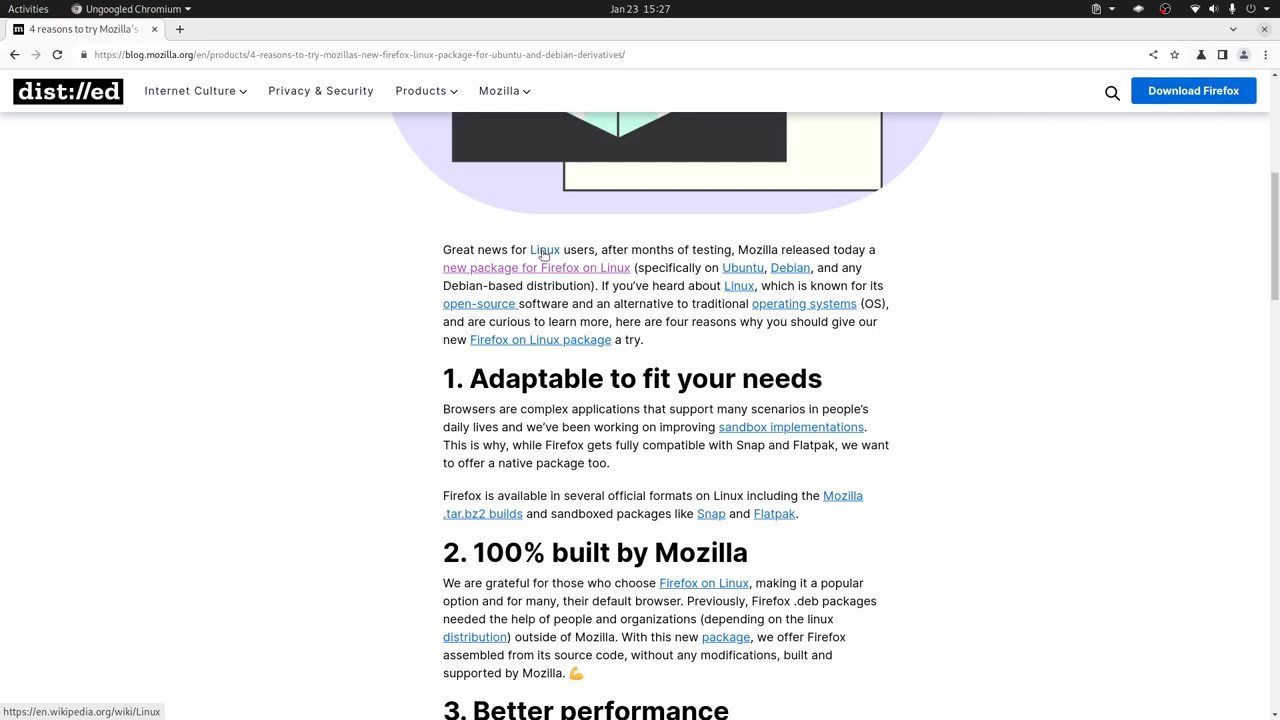 Activities Ungoogled Chromium Jan 23 15:27
4 reasons to try Mozilla's
https://blog.mozilla.org/en/products/4-reasons-to-try-mozillas-new-firefox-linux-package-for-ubuntu-and-debian-derivatives/
dist://ed Internet Culture Privacy & Security Products Mozilla Download Firefox
Great news for Linux users, after months of testing, Mozilla released today a
new package for Firefox on Linux (specifically on Ubuntu, Debian, and any
Debian-based distribution). If you’ve heard about Linux, which is known for its
open-source software and an alternative to traditional operating systems (OS),
and are curious to learn more, here are four reasons why you should give our
new Firefox on Linux package a try.
1. Adaptable to fit your needs
Browsers are complex applications that support many scenarios in people’s
daily lives and we’ve been working on improving sandbox implementations.
This is why, while Firefox gets fully compatible with Snap and Flatpak, we want
to offer a native package too.
Firefox is available in several official formats on Linux including the Mozilla
.tar.bz2 builds and sandboxed packages like Snap and Flatpak.
2. 100% built by Mozilla
We are grateful for those who choose Firefox on Linux, making it a popular
option and for many, their default browser. Previously, Firefox .deb packages
needed the help of people and organizations (depending on the linux
distribution) outside of Mozilla. With this new package, we offer Firefox
assembled from its source code, without any modifications, built and
supported by Mozilla. 💪
3. Better performance
https://en.wikipedia.org/wiki/Linux